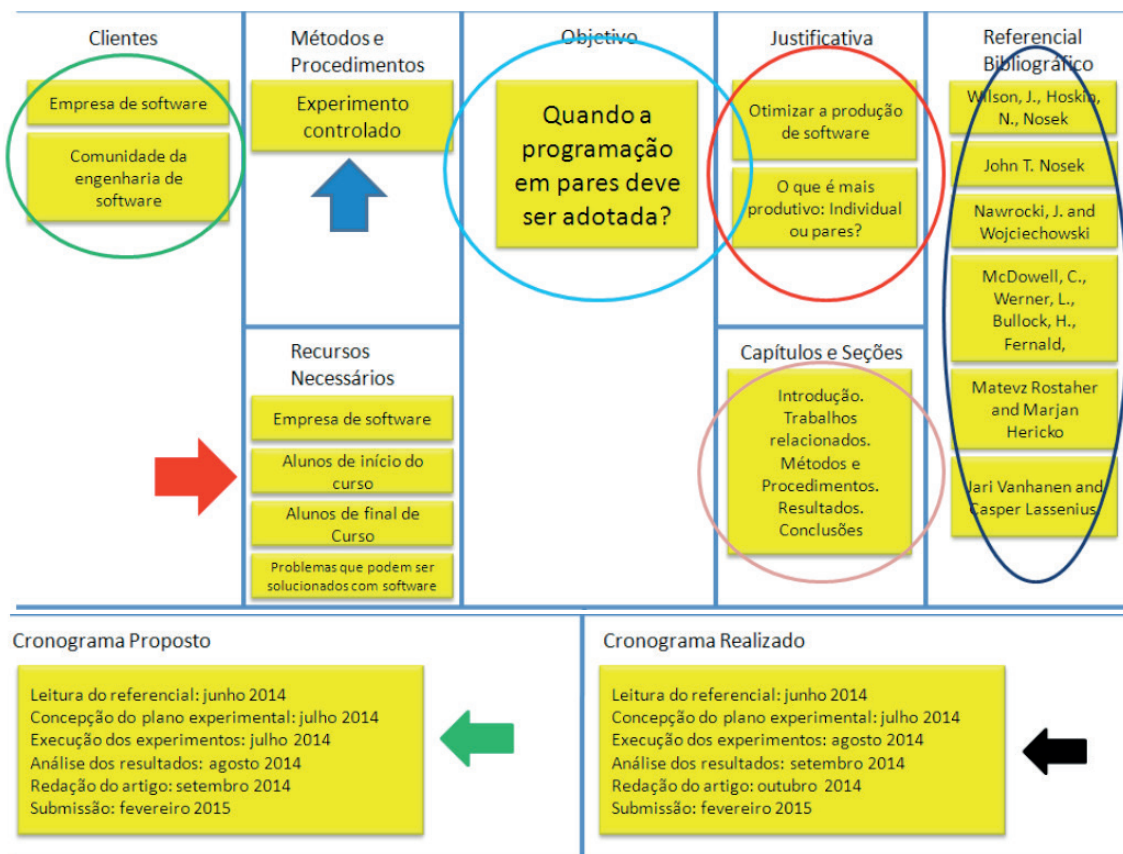 Clientes
Empresa de software
Comunidade da
engenharia de
software
Métodos e
Procedimentos
Experimento
controlado
Recursos
Necessários
Empresa de software
Alunos de início do
curso
Alunos de final de
Curso
Problemas que podem ser
solucionados com software
Objetivo
Quando a
programação
em pares deve
ser adotada?
Justificativa
Otimizar a produção
de software
O que é mais
produtivo: Individual
ou pares?
Capítulos e Seções
Introdução.
Trabalhos
relacionados.
Métodos e
Procedimentos.
Resultados.
Conclusões
Referencial
Bibliográfico
Wilson, J., Hoskin,
N., Nosek
John T. Nosek
Nawrocki, J. and
Wojciechowski
McDowell, C.,
Werner, L.,
Bullock, H.,
Fernald,
Matevz Rostaher
and Marjan
Hericko
Jari Vanhanen and
Casper Lassenius
Cronograma Proposto
Leitura do referencial: junho 2014
Concepção do plano experimental: julho 2014
Execução dos experimentos: julho 2014
Análise dos resultados: agosto 2014
Redação do artigo: setembro 2014
Submissão: fevereiro 2015
Cronograma Realizado
Leitura do referencial: junho 2014
Concepção do plano experimental: julho 2014
Execução dos experimentos: agosto 2014
Análise dos resultados: setembro 2014
Redação do artigo: outubro 2014
Submissão: fevereiro 2015